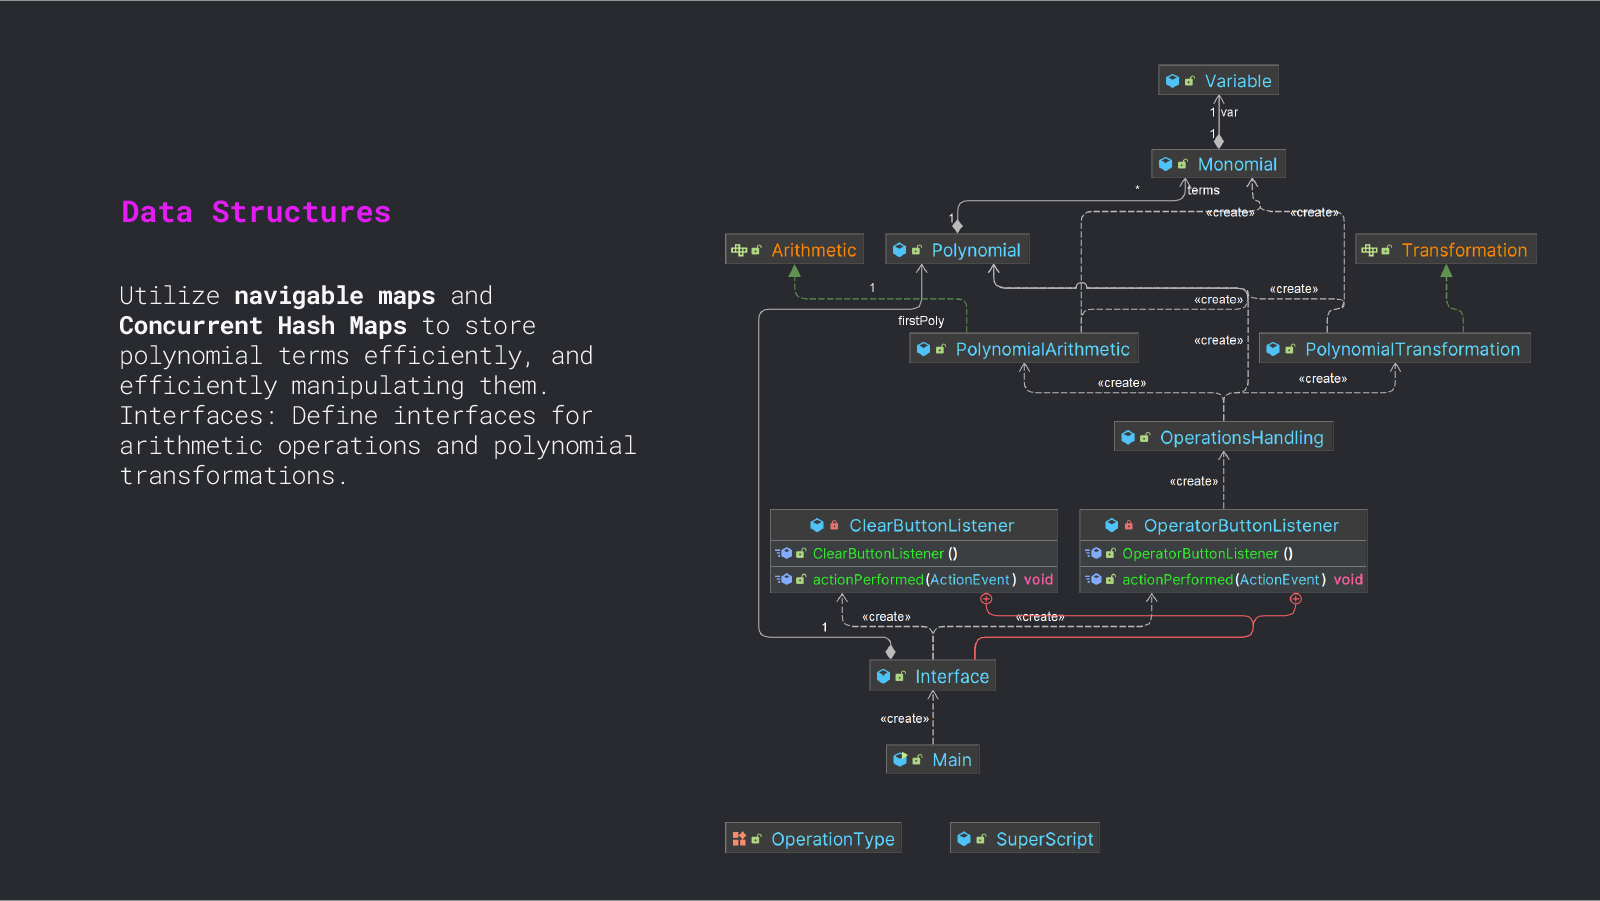 Data Structures
Utilize navigable maps and
Concurrent Hash Maps to store
polynomial terms efficiently, and
efficiently manipulating them.
Interfaces: Define interfaces for
arithmetic operations and polynomial
transformations.
Variable
1 var
1
Monomial
* terms
«create» «create»
1
Arithmetic
Polynomial
Transformation
1
«create»
«create»
firstPoly
«create»
PolynomialArithmetic
PolynomialTransformation
«create»
«create»
OperationsHandling
«create»
ClearButtonListener
ClearButtonListener ()
actionPerformed(ActionEvent) void
OperatorButtonListener
OperatorButtonListener ()
actionPerformed(ActionEvent) void
«create»
«create»
1
Interface
«create»
Main
OperationType
SuperScript